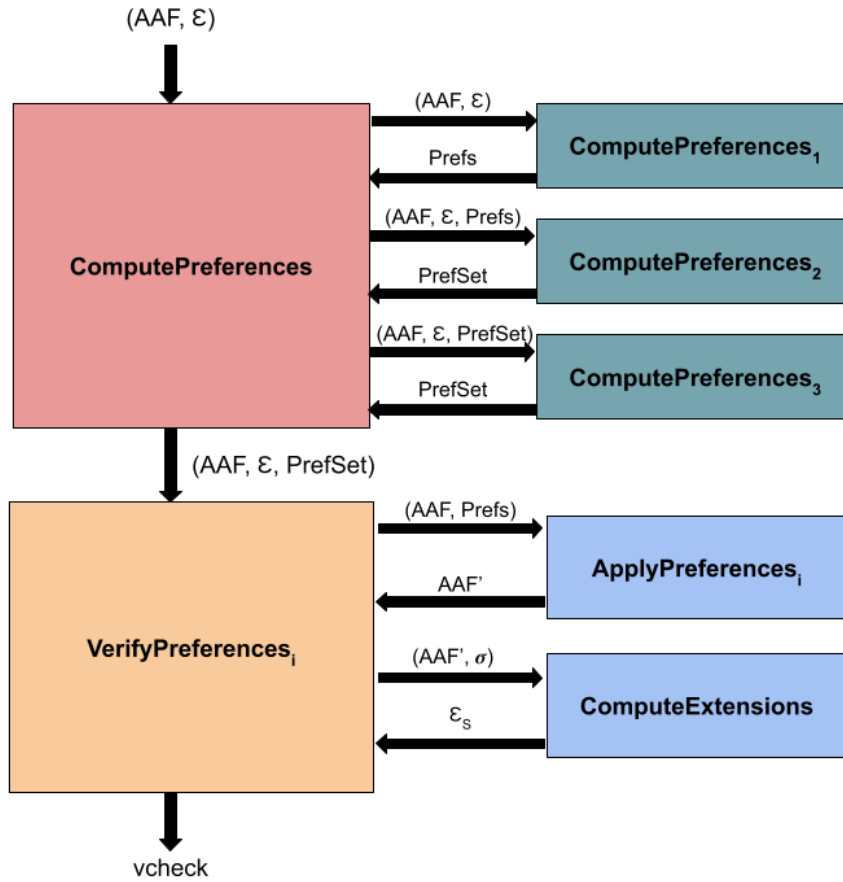 (AAF, Ɛ)
(AAF, Ɛ)
ComputePreferences₁
Prefs
(AAF, Ɛ, Prefs)
ComputePreferences
ComputePreferences₂
PrefSet
(AAF, Ɛ, PrefSet)
ComputePreferences₃
PrefSet
(AAF, Ɛ, PrefSet)
(AAF, Prefs)
ApplyPreferencesᵢ
AAF’
VerifyPreferencesᵢ
(AAF’, σ)
ComputeExtensions
Ɛ_S
vcheck